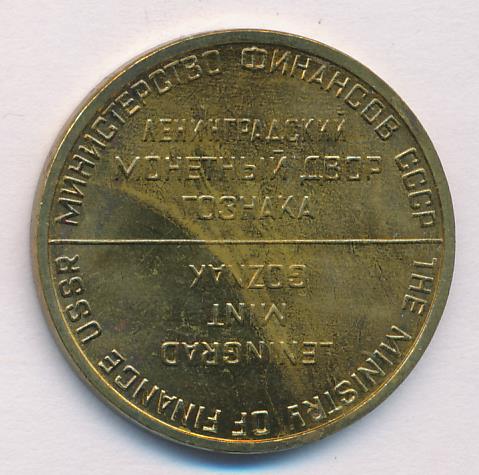 МИНИСТЕРСТВО ФИНАНСОВ СССР
ЛЕНИНГРАДСКИЙ
МОНЕТНЫЙ ДВОР
ГОЗНАКА
THE MINISTRY OF FINANCE USSR
LENINGRAD
MINT
GOZNAK